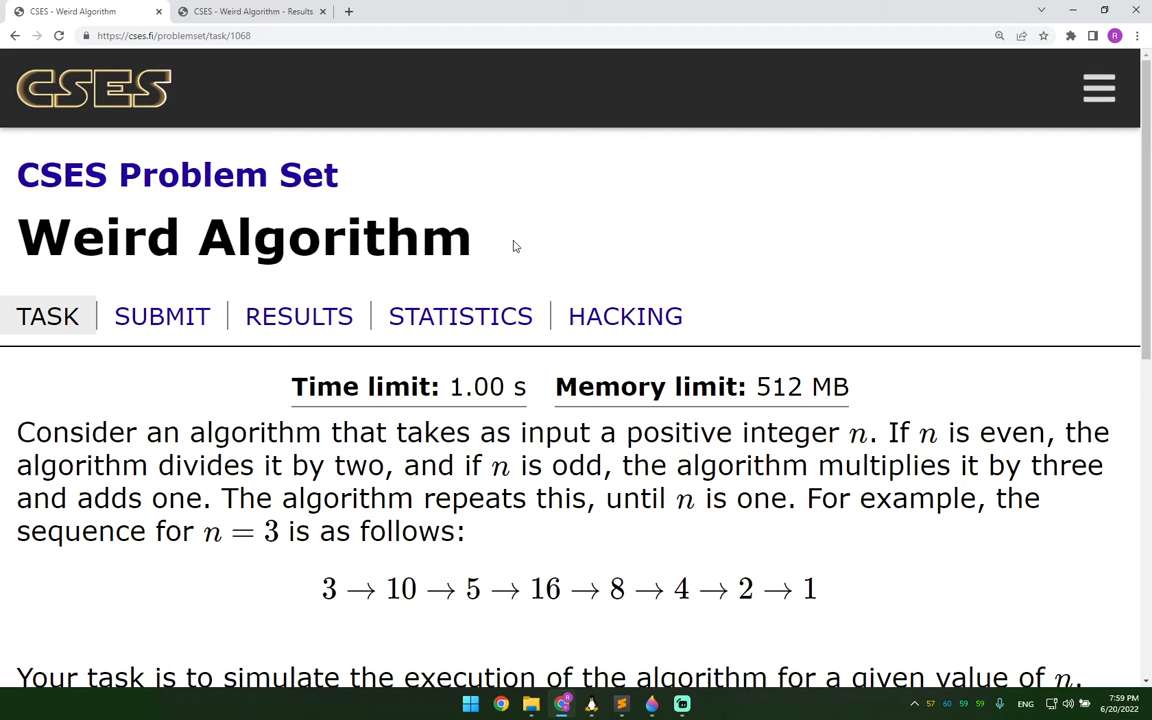 CSES - Weird Algorithm
CSES - Weird Algorithm - Results
https://cses.fi/problemset/task/1068
R
CSES
CSES Problem Set
Weird Algorithm
TASK | SUBMIT | RESULTS | STATISTICS | HACKING
Time limit: 1.00 s Memory limit: 512 MB
Consider an algorithm that takes as input a positive integer n. If n is even, the
algorithm divides it by two, and if n is odd, the algorithm multiplies it by three
and adds one. The algorithm repeats this, until n is one. For example, the
sequence for n = 3 is as follows:
3 → 10 → 5 → 16 → 8 → 4 → 2 → 1
Your task is to simulate the execution of the algorithm for a given value of n.
57 60 59 59 ENG 7:59 PM
6/20/2022